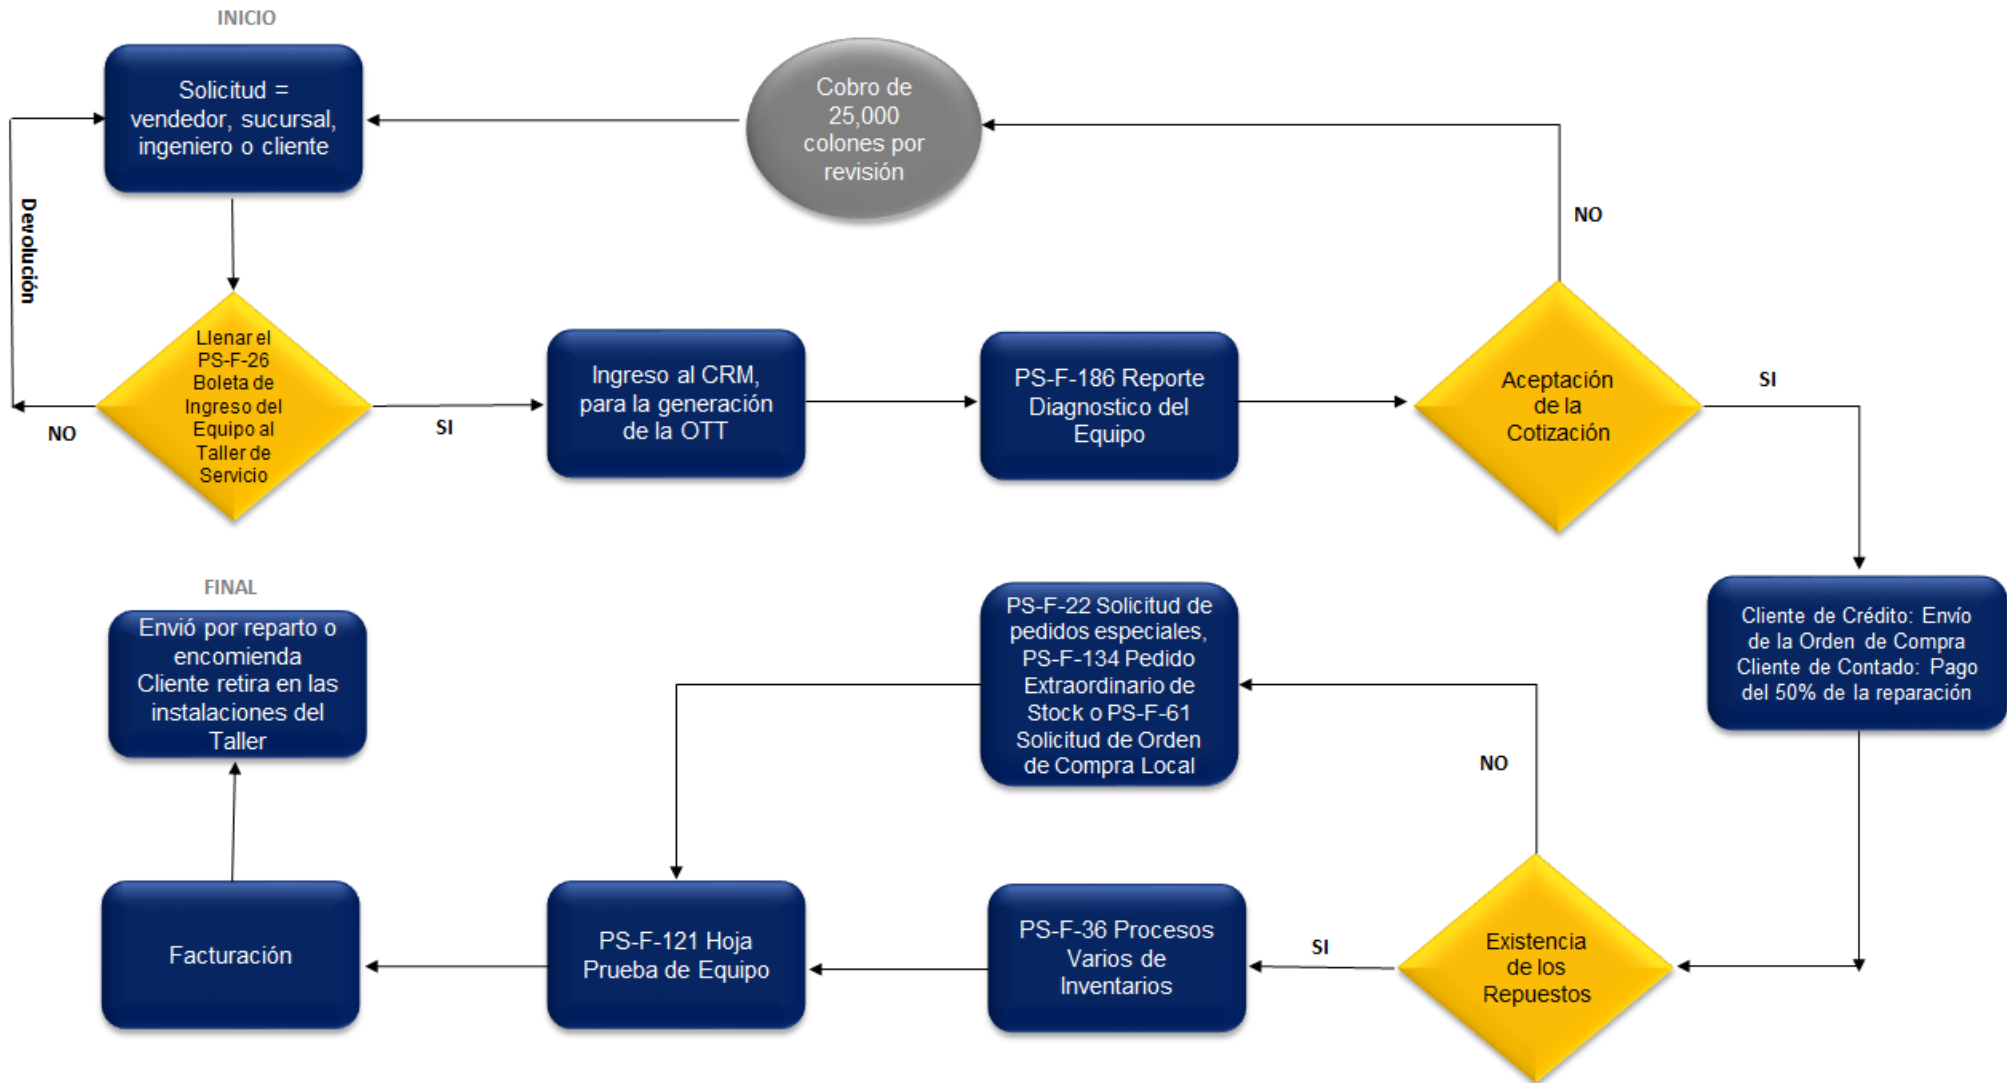 INICIO
Solicitud =
vendedor, sucursal,
ingeniero o cliente
Cobro de
25,000
colones por
revisión
NO
Devolución
Llenar el
PS-F-26
Boleta de
Ingreso del
Equipo al
Taller de
Servicio
NO
SI
Ingreso al CRM,
para la generación
de la OTT
PS-F-186 Reporte
Diagnostico del
Equipo
Aceptación
de la
Cotización
SI
Cliente de Crédito: Envío
de la Orden de Compra
Cliente de Contado: Pago
del 50% de la reparación
FINAL
Envió por reparto o
encomienda
Cliente retira en las
instalaciones del
Taller
PS-F-22 Solicitud de
pedidos especiales,
PS-F-134 Pedido
Extraordinario de
Stock o PS-F-61
Solicitud de Orden
de Compra Local
NO
Facturación
PS-F-121 Hoja
Prueba de Equipo
PS-F-36 Procesos
Varios de
Inventarios
SI
Existencia
de los
Repuestos